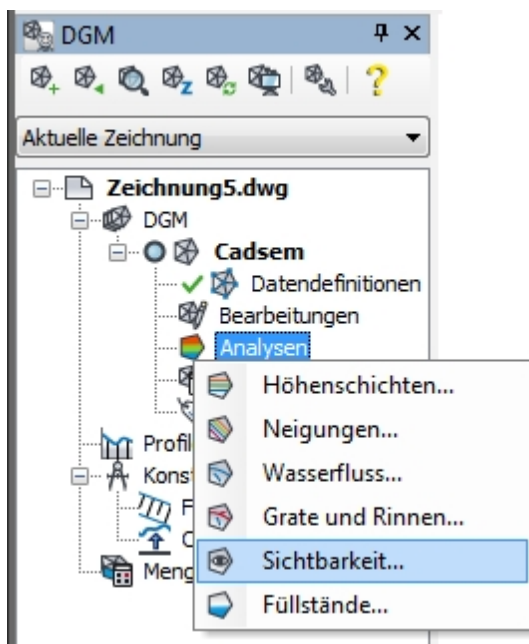 DGM
Aktuelle Zeichnung
Zeichnung5.dwg
DGM
Cadsem
Datendefinitionen
Bearbeitungen
Analysen
Höhenschichten...
Neigungen...
Profil
Wasserfluss...
Kons
Grate und Rinnen...
F
Sichtbarkeit...
Meng
Füllstände...